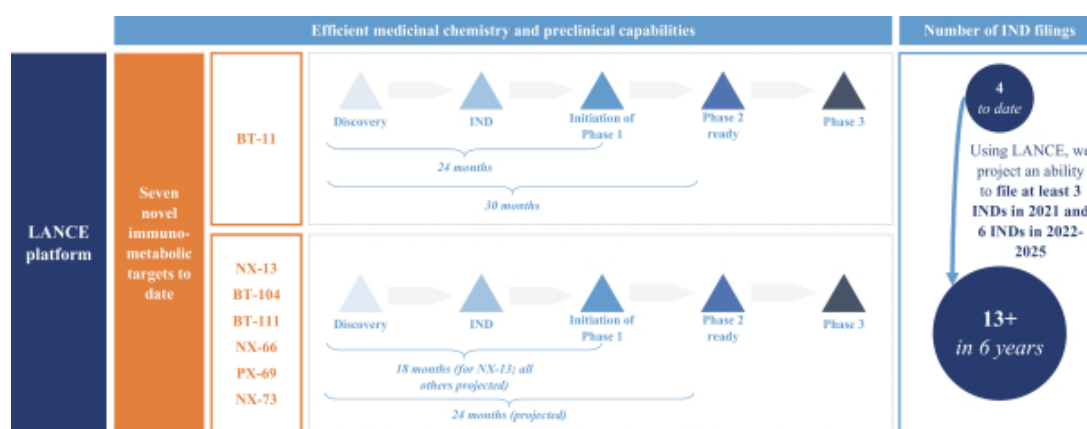 Efficient medicinal chemistry and preclinical capabilities
Number of IND filings
LANCE
platform
Seven
novel
immuno-
metabolic
targets to
date
BT-11
Discovery
IND
Initiation of
Phase 1
Phase 2
ready
Phase 3
24 months
30 months
NX-13
BT-104
BT-111
NX-66
PX-69
NX-73
Discovery
IND
Initiation of
Phase 1
Phase 2
ready
Phase 3
18 months (for NX-13; all
others projected)
24 months (projected)
4
to date
Using LANCE, we
project an ability
to file at least 3
INDs in 2021 and
6 INDs in 2022-
2025
13+
in 6 years